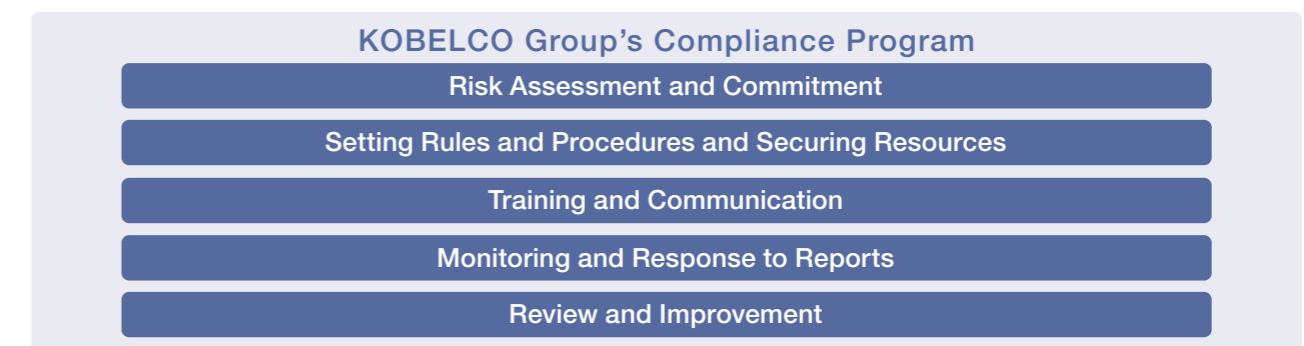 KOBELCO Group’s Compliance Program
Risk Assessment and Commitment
Setting Rules and Procedures and Securing Resources
Training and Communication
Monitoring and Response to Reports
Review and Improvement